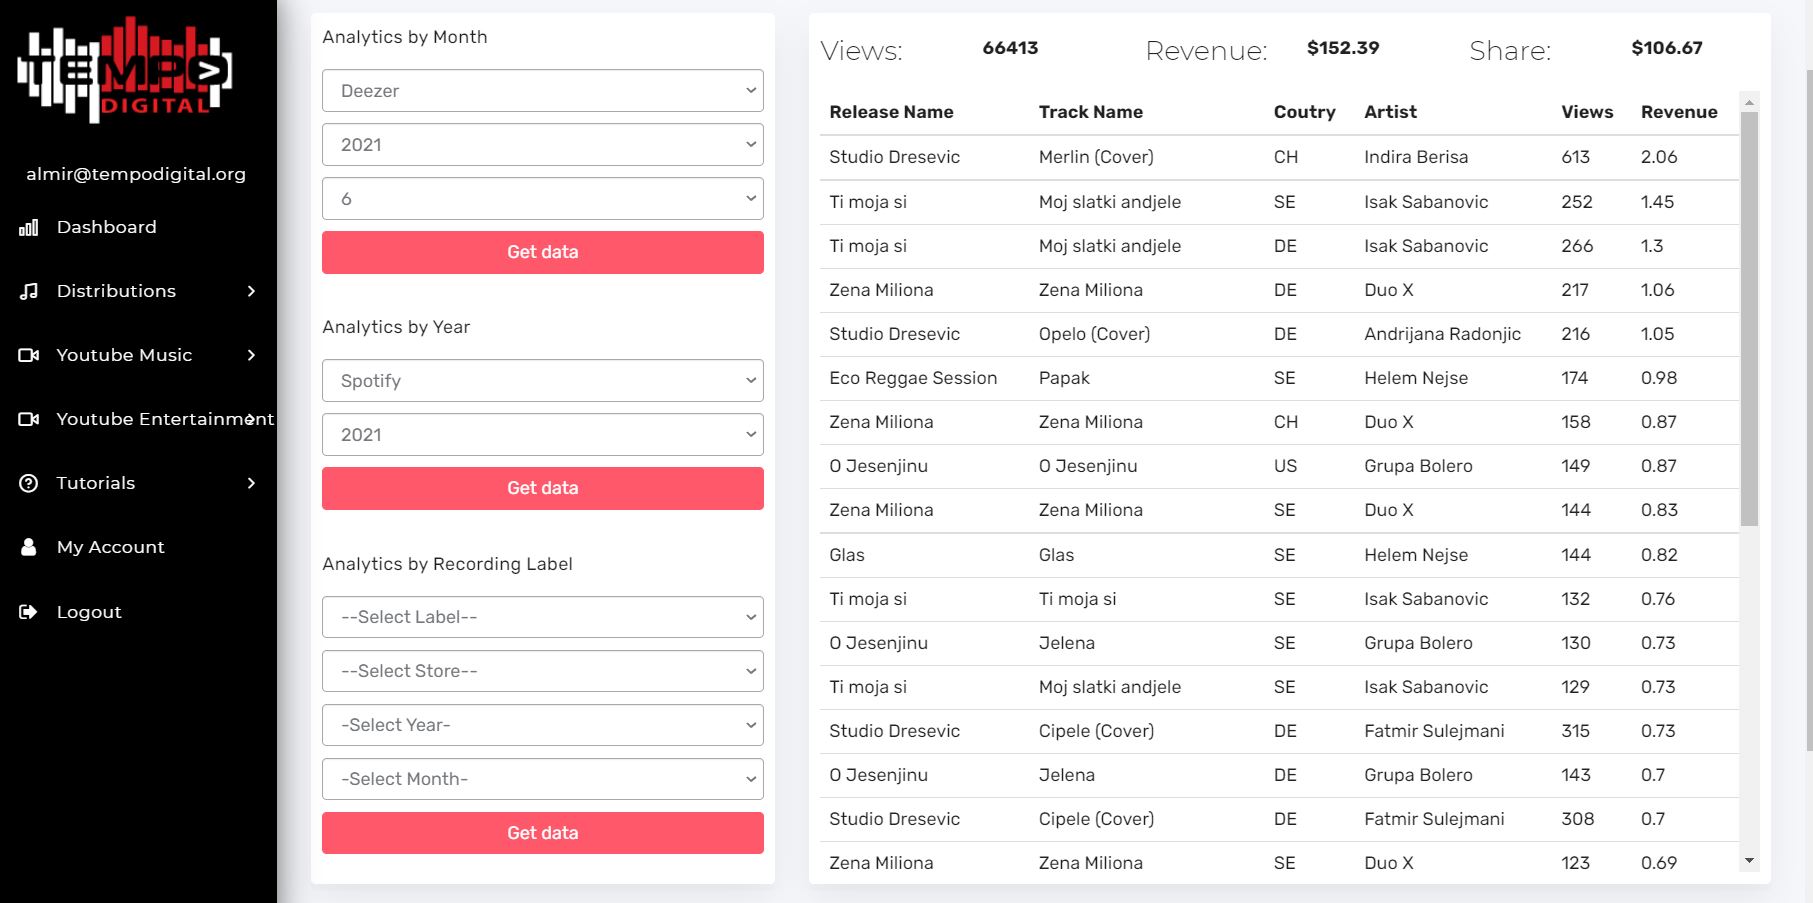 TEMPO
DIGITAL
almir@tempodigital.org
Dashboard
Distributions
Youtube Music
Youtube Entertainment
Tutorials
My Account
Logout
Analytics by Month
Deezer
2021
6
Get data
Analytics by Year
Spotify
2021
Get data
Analytics by Recording Label
--Select Label--
--Select Store--
-Select Year-
-Select Month-
Get data
Views: 66413 Revenue: $152.39 Share: $106.67
Release Name Track Name Coutry Artist Views Revenue
Studio Dresevic Merlin (Cover) CH Indira Berisa 613 2.06
Ti moja si Moj slatki andjele SE Isak Sabanovic 252 1.45
Ti moja si Moj slatki andjele DE Isak Sabanovic 266 1.3
Zena Miliona Zena Miliona DE Duo X 217 1.06
Studio Dresevic Opelo (Cover) DE Andrijana Radonjic 216 1.05
Eco Reggae Session Papak SE Helem Nejse 174 0.98
Zena Miliona Zena Miliona CH Duo X 158 0.87
O Jesenjinu O Jesenjinu US Grupa Bolero 149 0.87
Zena Miliona Zena Miliona SE Duo X 144 0.83
Glas Glas SE Helem Nejse 144 0.82
Ti moja si Ti moja si SE Isak Sabanovic 132 0.76
O Jesenjinu Jelena SE Grupa Bolero 130 0.73
Ti moja si Moj slatki andjele SE Isak Sabanovic 129 0.73
Studio Dresevic Cipele (Cover) DE Fatmir Sulejmani 315 0.73
O Jesenjinu Jelena DE Grupa Bolero 143 0.7
Studio Dresevic Cipele (Cover) DE Fatmir Sulejmani 308 0.7
Zena Miliona Zena Miliona SE Duo X 123 0.69